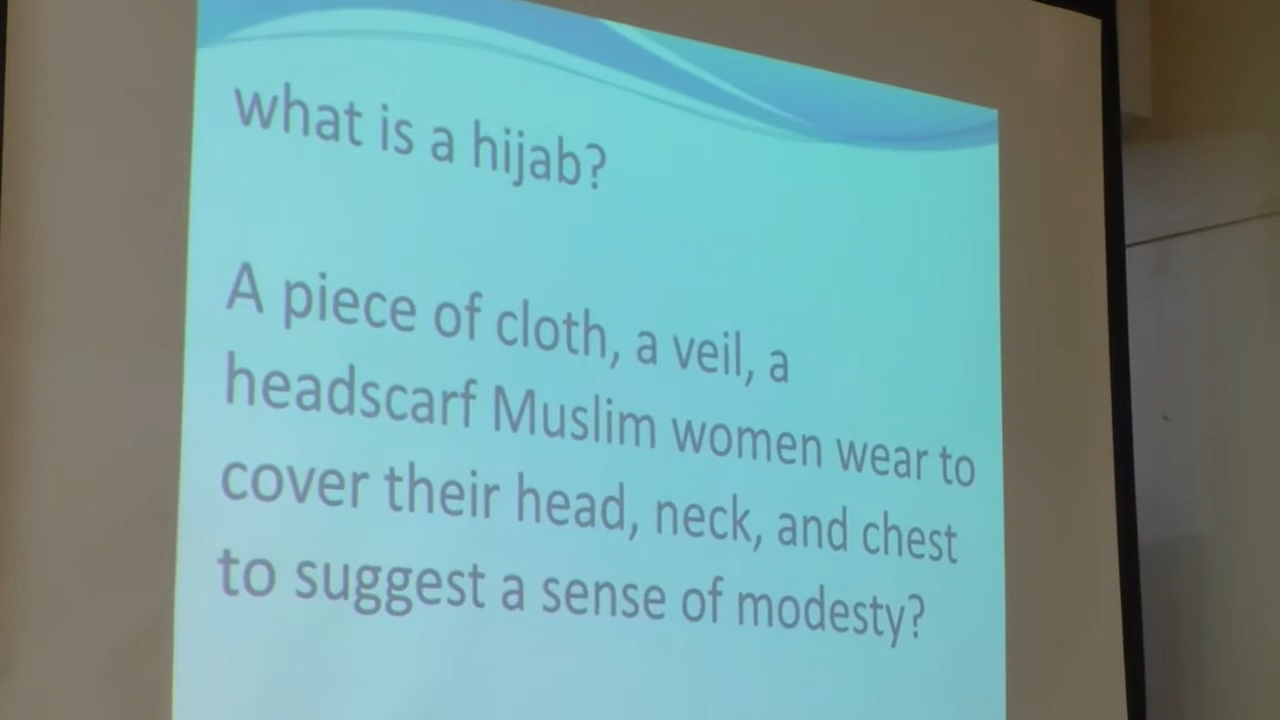 what is a hijab?
A piece of cloth, a veil, a
headscarf Muslim women wear to
cover their head, neck, and chest
to suggest a sense of modesty?